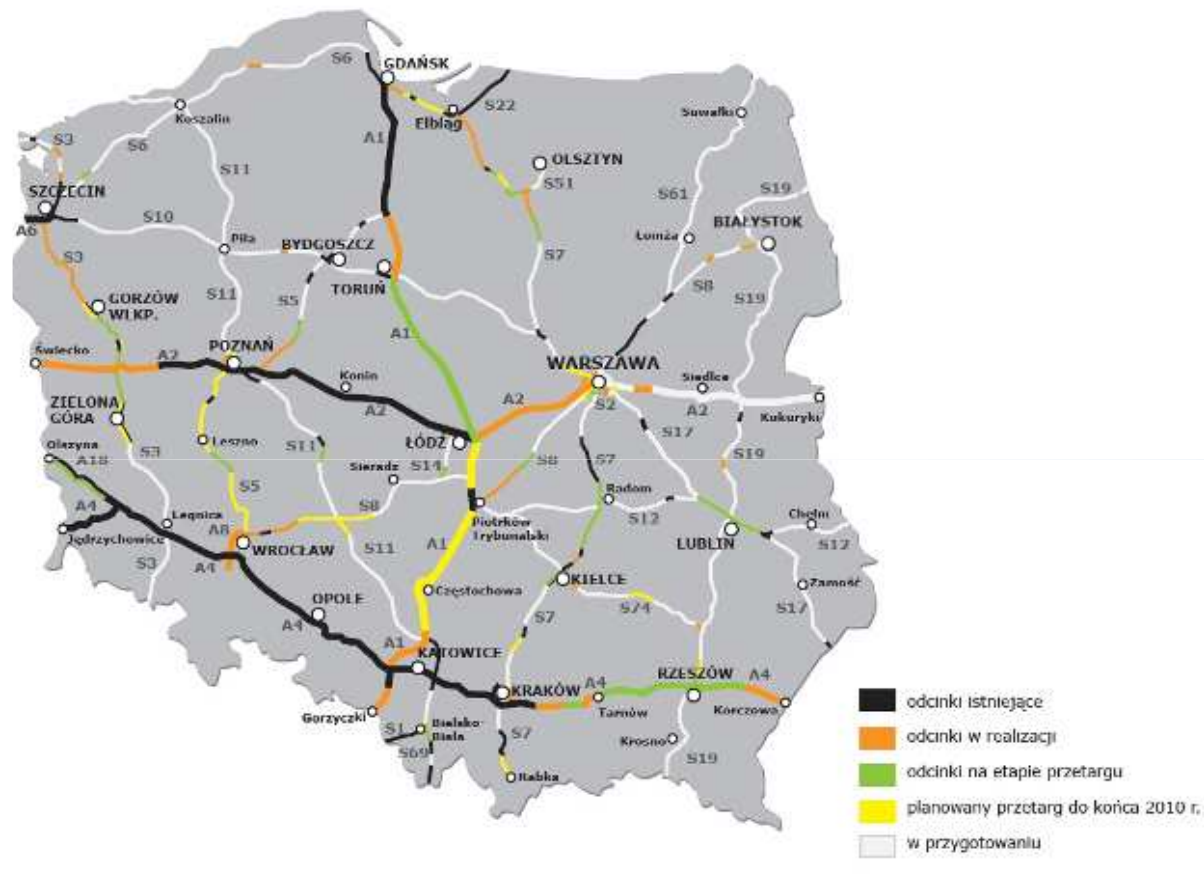 S6
GDAŃSK
S22
Suwałki
Koszalin
Elbląg
A1
S3
S6
S11
OLSZTYN
S51
S61
S19
SZCZECIN
S10
BIAŁYSTOK
A6
Piła
BYDGOSZCZ
Łomża
S3
S7
S8
TORUŃ
S11
S5
S19
GORZÓW
WLKP.
A1
POZNAŃ
Świecko
A2
WARSZAWA
Konin
Siedlce
ZIELONA
GÓRA
A2
A2
S2
A2
Kukuryki
ŁÓDŹ
S17
Olszyna
Leszno
S11
S3
S14
S8
S7
S19
A18
Sieradz
S5
Radom
A4
Legnica
S8
Piotrków
Trybunalski
S12
Chełm
Jędrzychowice
A8
WROCŁAW
LUBLIN
S12
A4
S11
A1
S3
KIELCE
Zamość
Częstochowa
OPOLE
S74
S17
A4
S7
A1
KATOWICE
RZESZÓW
A4
A4
KRAKÓW
Tarnów
Korczowa
Gorzyczki
S1
Bielsko-
Biała
S7
Krosno
S69
S19
Rabka
odcinki istniejące
odcinki w realizacji
odcinki na etapie przetargu
planowany przetarg do końca 2010 r.
w przygotowaniu